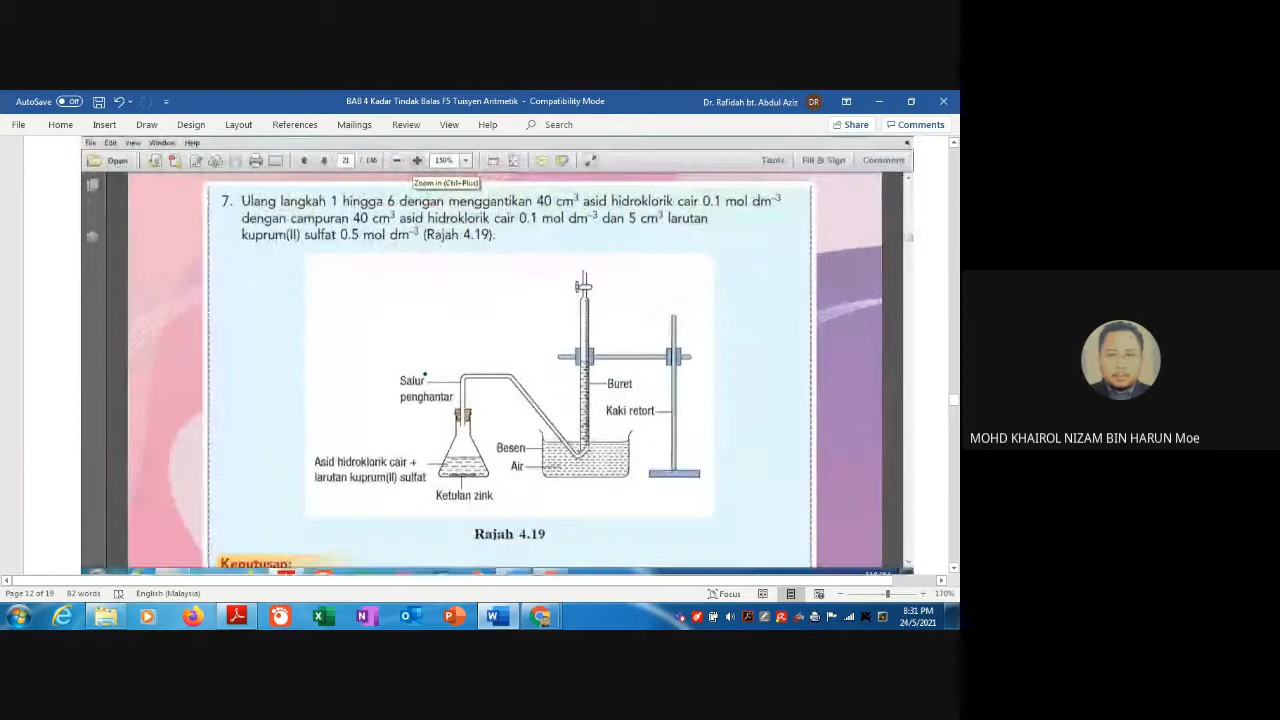 AutoSave Off
BAB 4 Kadar Tindak Balas F5 Tuisyen Aritmetik - Compatibility Mode
Dr. Rafidah bt. Abdul Aziz DR
File Home Insert Draw Design Layout References Mailings Review View Help Search
Share Comments
File Edit View Window Help
Open 21 / 146 150% Tools Fill & Sign Comment
Zoom in (Ctrl+Plus)
7. Ulang langkah 1 hingga 6 dengan menggantikan 40 cm³ asid hidroklorik cair 0.1 mol dm⁻³
dengan campuran 40 cm³ asid hidroklorik cair 0.1 mol dm⁻³ dan 5 cm³ larutan
kuprum(II) sulfat 0.5 mol dm⁻³ (Rajah 4.19).
Salur
penghantar
Buret
Kaki retort
Besen
Air
Asid hidroklorik cair +
larutan kuprum(II) sulfat
Ketulan zink
Rajah 4.19
Keputusan:
Page 12 of 19 82 words English (Malaysia) Focus 170%
8:31 PM
24/5/2021
MOHD KHAIROL NIZAM BIN HARUN Moe